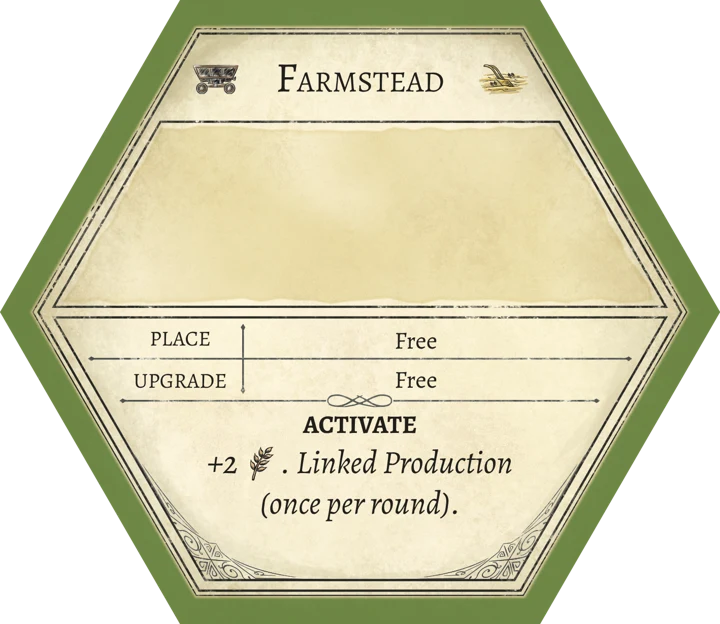 Farmstead
PLACE Free
UPGRADE Free
ACTIVATE
+2 . Linked Production
(once per round).